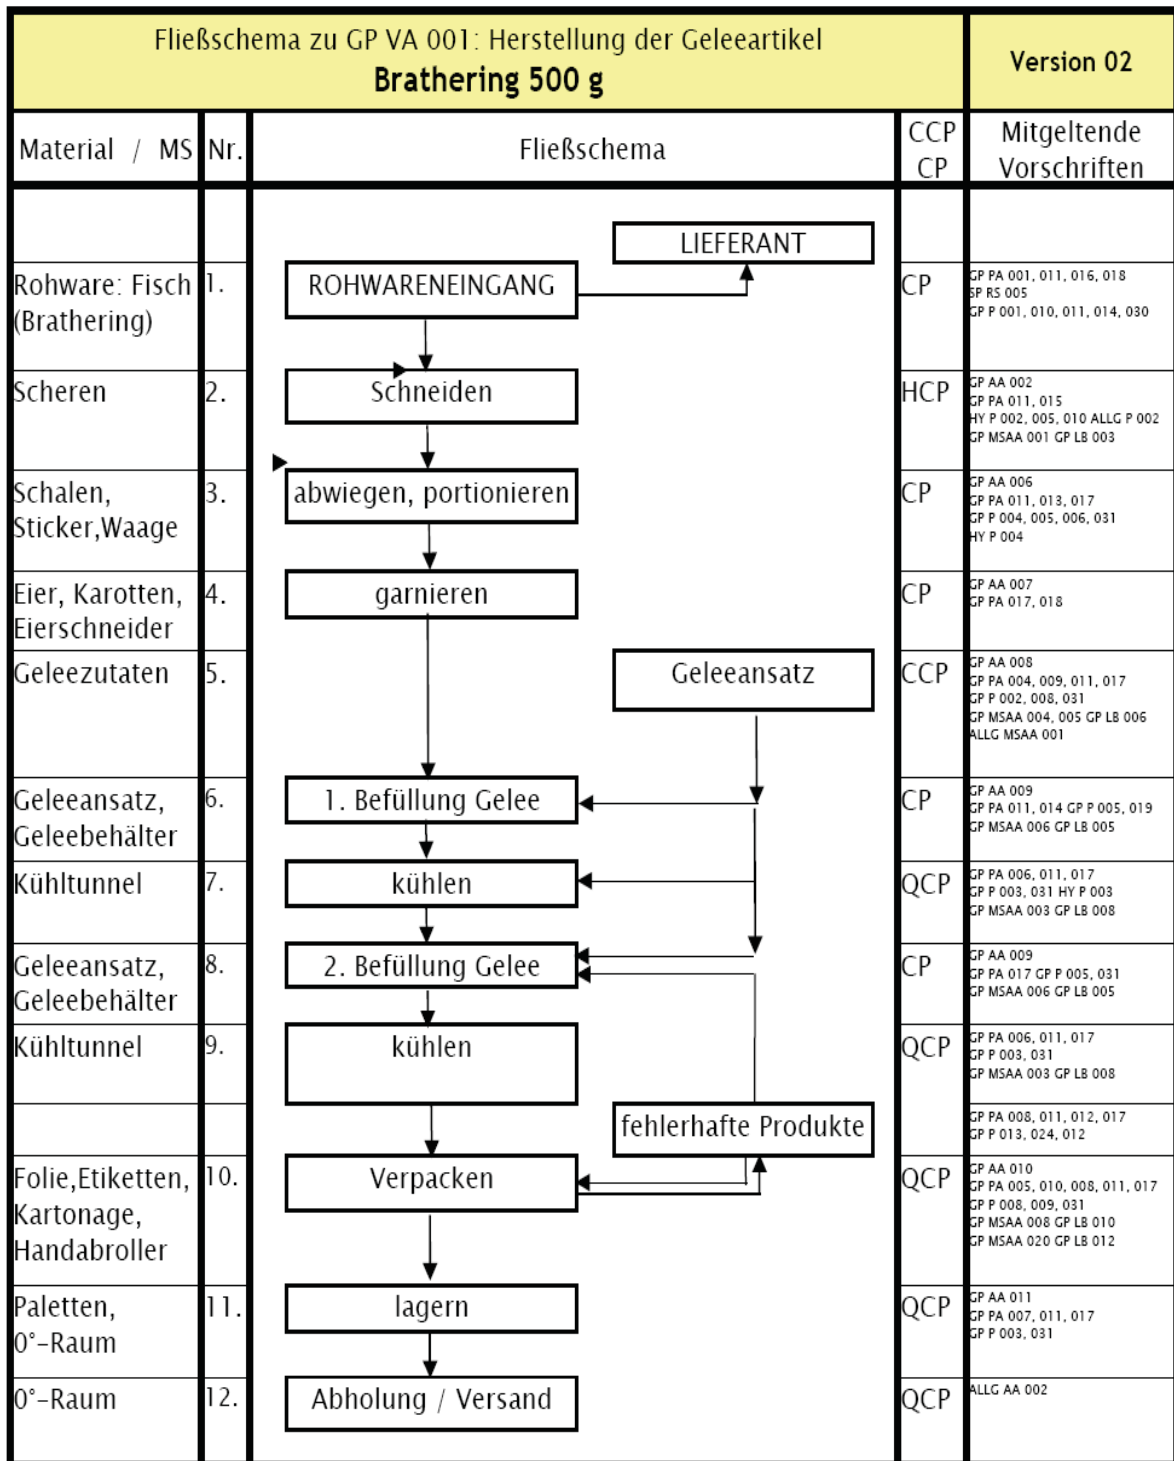 Fließschema zu GP VA 001: Herstellung der Geleeartikel
Brathering 500 g
Version 02
Material / MS
Nr.
Fließschema
CCP
CP
Mitgeltende
Vorschriften
LIEFERANT
Rohware: Fisch
(Brathering)
1.
ROHWARENEINGANG
CP
GP PA 001, 011, 016, 018
SP RS 005
GP P 001, 010, 011, 014, 030
Scheren
2.
Schneiden
HCP
GP AA 002
GP PA 011, 015
HY P 002, 005, 010 ALLG P 002
GP MSAA 001 GP LB 003
Schalen,
Sticker,Waage
3.
abwiegen, portionieren
CP
GP AA 006
GP PA 011, 013, 017
GP P 004, 005, 006, 031
HY P 004
Eier, Karotten,
Eierschneider
4.
garnieren
CP
GP AA 007
GP PA 017, 018
Geleezutaten
5.
Geleeansatz
CCP
GP AA 008
GP PA 004, 009, 011, 017
GP P 002, 008, 031
GP MSAA 004, 005 GP LB 006
ALLG MSAA 001
Geleeansatz,
Geleebehälter
6.
1. Befüllung Gelee
CP
GP AA 009
GP PA 011, 014 GP P 005, 019
GP MSAA 006 GP LB 005
Kühltunnel
7.
kühlen
QCP
GP PA 006, 011, 017
GP P 003, 031 HY P 003
GP MSAA 003 GP LB 008
Geleeansatz,
Geleebehälter
8.
2. Befüllung Gelee
CP
GP AA 009
GP PA 017 GP P 005, 031
GP MSAA 006 GP LB 005
Kühltunnel
9.
kühlen
QCP
GP PA 006, 011, 017
GP P 003, 031
GP MSAA 003 GP LB 008
fehlerhafte Produkte
GP PA 008, 011, 012, 017
GP P 013, 024, 012
Folie,Etiketten,
Kartonage,
Handabroller
10.
Verpacken
QCP
GP AA 010
GP PA 005, 010, 008, 011, 017
GP P 008, 009, 031
GP MSAA 008 GP LB 010
GP MSAA 020 GP LB 012
Paletten,
0°-Raum
11.
lagern
QCP
GP AA 011
GP PA 007, 011, 017
GP P 003, 031
0°-Raum
12.
Abholung / Versand
QCP
ALLG AA 002